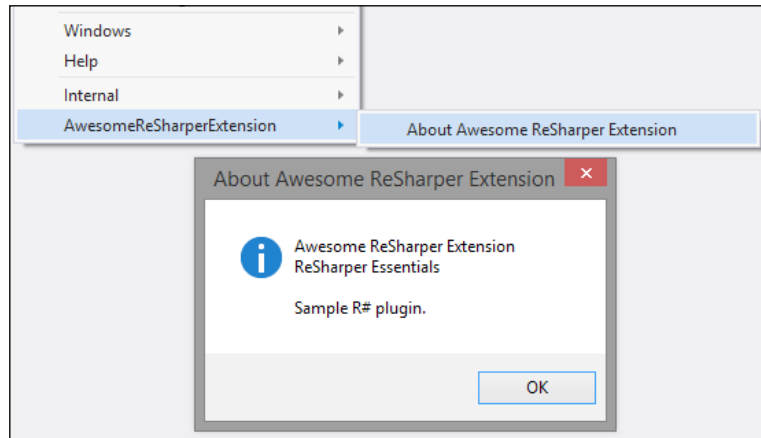 Windows
Help
Internal
AwesomeReSharperExtension
About Awesome ReSharper Extension
About Awesome ReSharper Extension
Awesome ReSharper Extension
ReSharper Essentials
Sample R# plugin.
OK